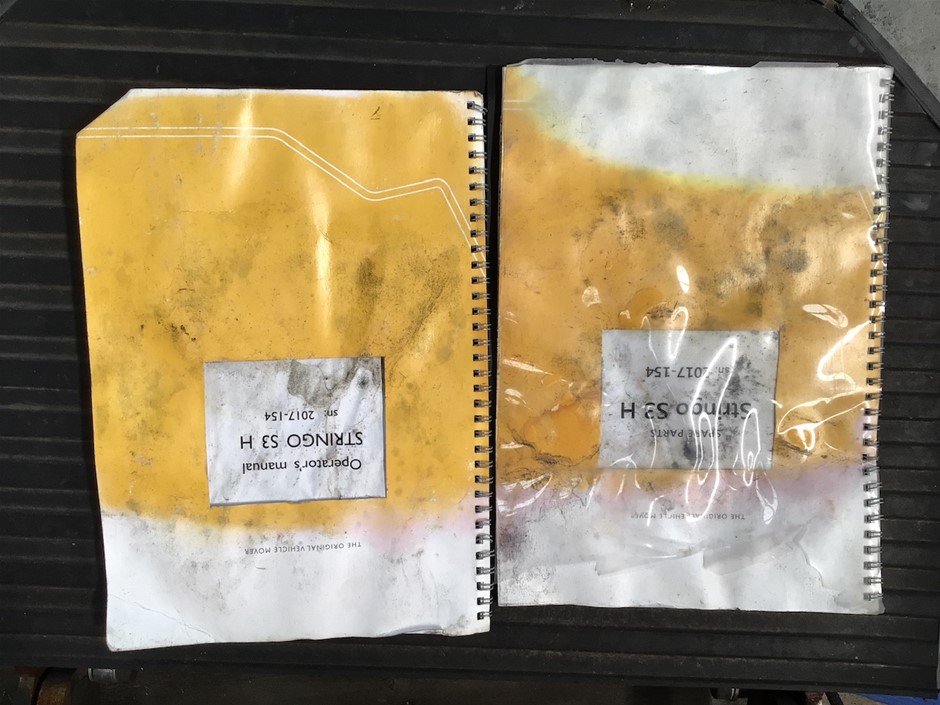 THE ORIGINAL VEHICLE MOVER
Operator's manual
STRINGO S3 H
sn: 2017-154
THE ORIGINAL VEHICLE MOVER
SPARE PARTS
Stringo S3 H
sn: 2017-154